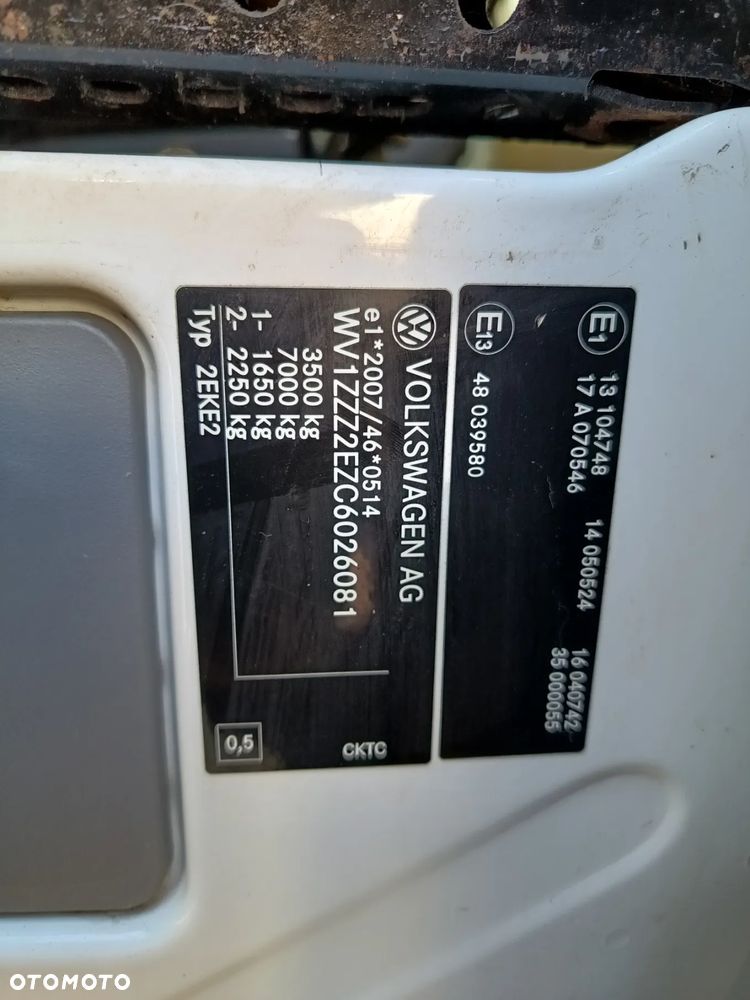 E1 13 104748 14 050524 16 040742
17 A 070546 35 000055
E13 48 039580
VOLKSWAGEN AG
e1*2007/46*0514
WV1ZZZ2EZC6026081
3500 kg
7000 kg
1- 1650 kg
2- 2250 kg
Typ 2EKE2
CKTC
0,5
OTOMOTO